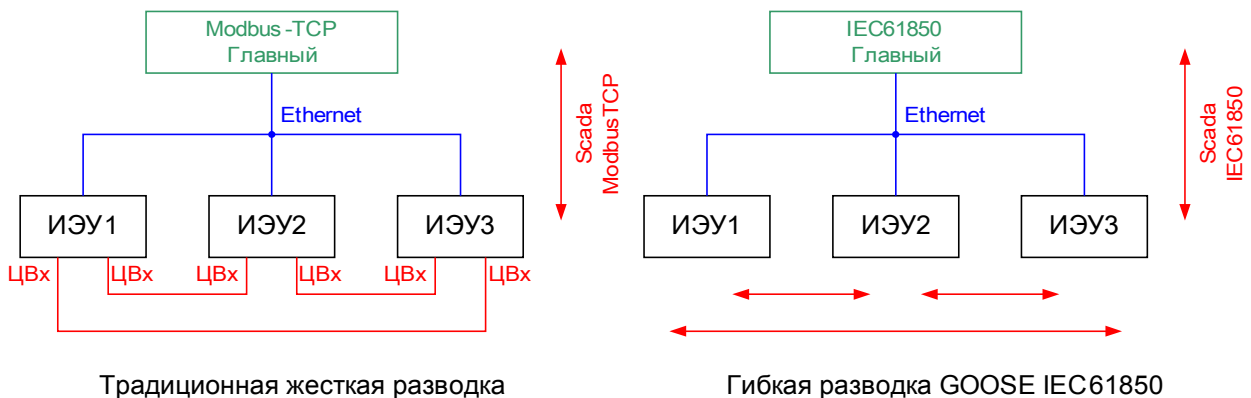 Modbus-TCP
Главный
Ethernet
Scada
ModbusTCP
ИЭУ1
ИЭУ2
ИЭУ3
ЦВх
ЦВх
ЦВх
ЦВх
ЦВх
ЦВх
Традиционная жесткая разводка
IEC61850
Главный
Ethernet
Scada
IEC61850
ИЭУ1
ИЭУ2
ИЭУ3
Гибкая разводка GOOSE IEC61850